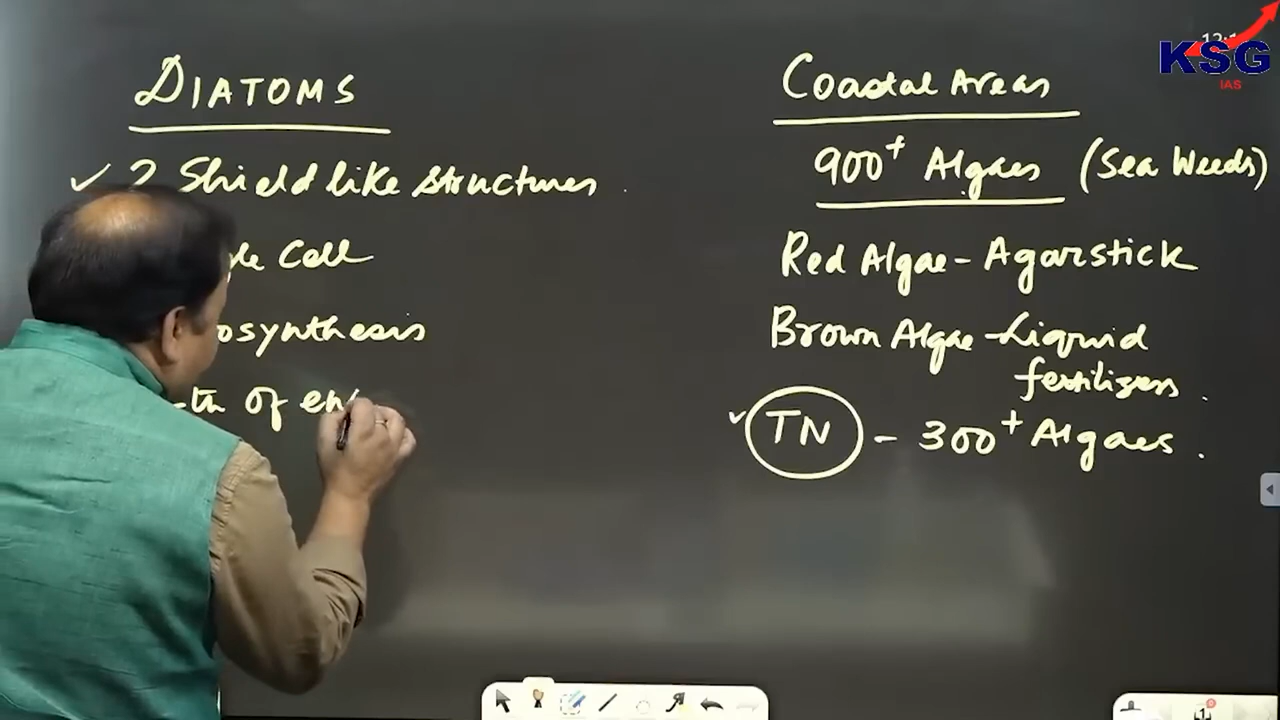 DIATOMS
✓ 2 Shield like structures
Cell
of
Coastal Areas
900+ Algaes (Sea Weeds)
Red Algae - Agarstick
Brown Algae - Liquid
fertilizers.
✓ TN - 300+ Algaes.
KSG
IAS